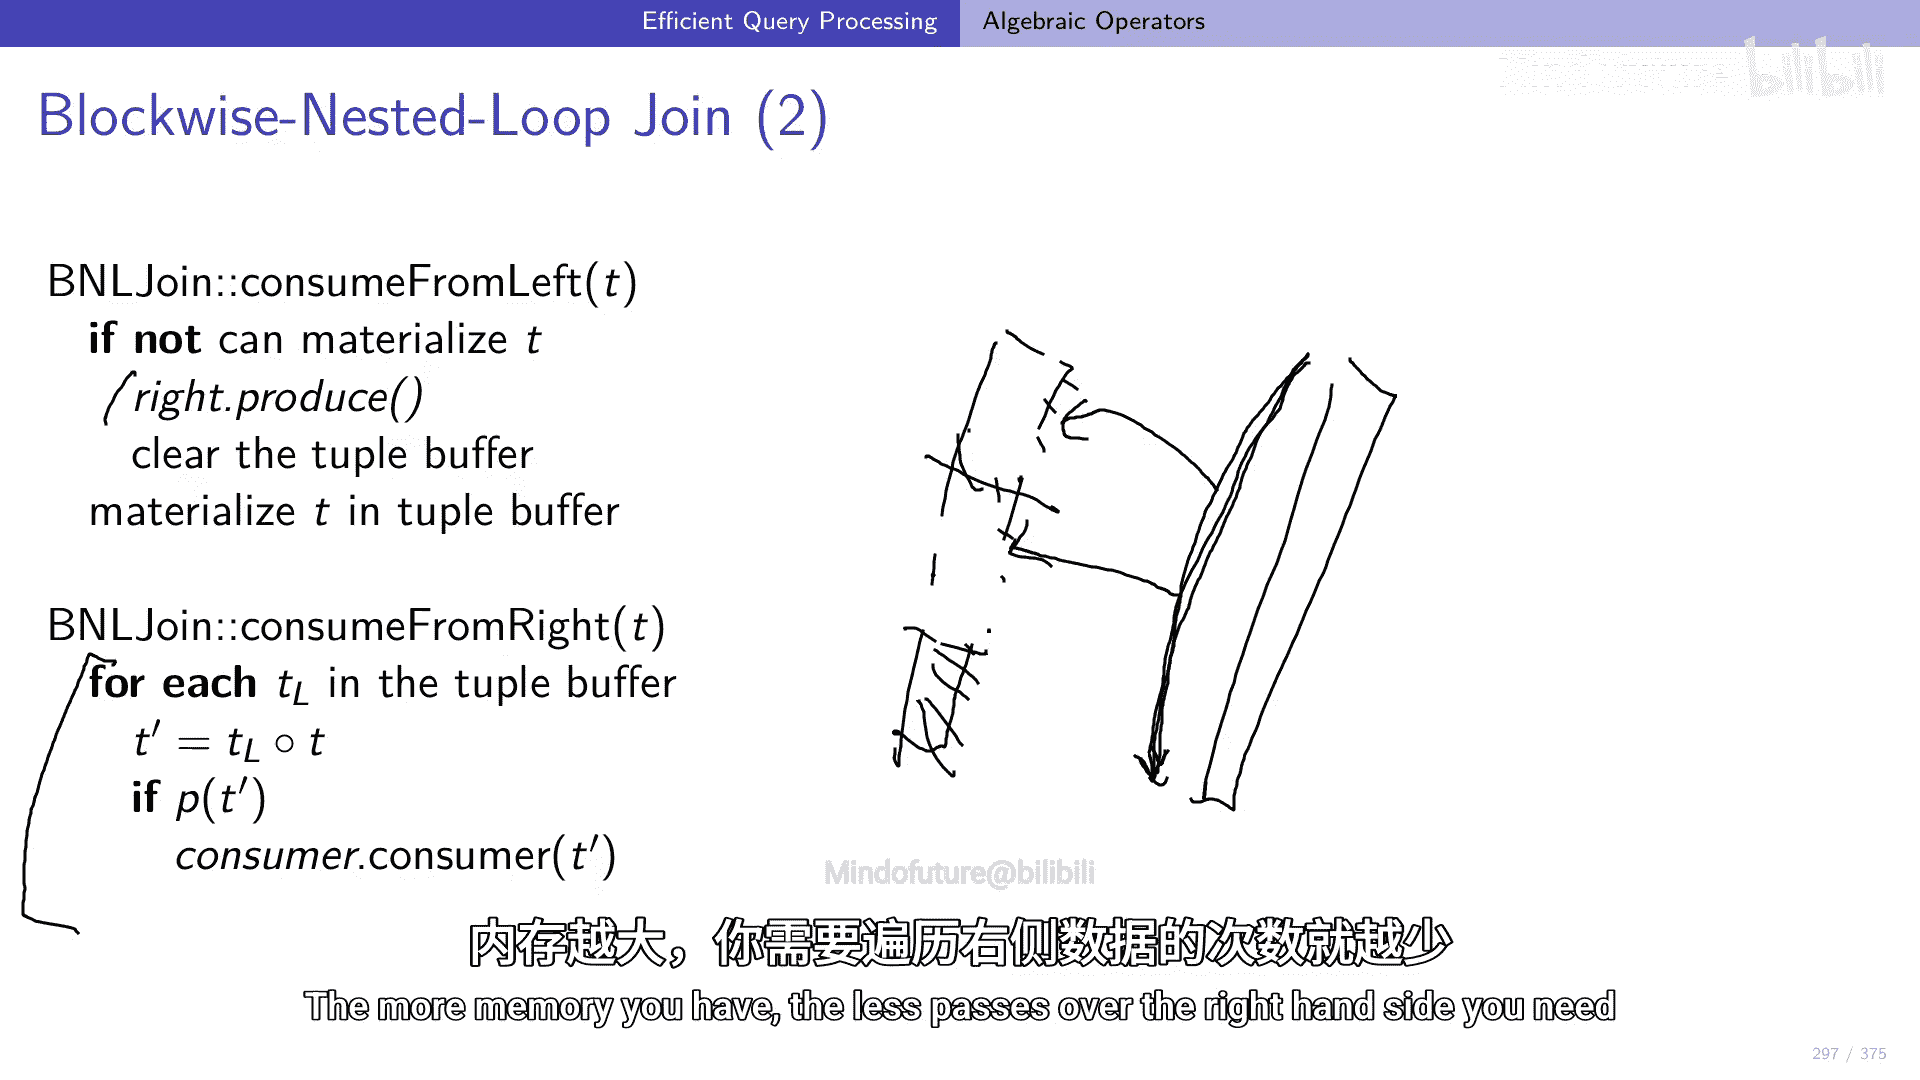 Efficient Query Processing
Algebraic Operators
bilibili
Blockwise-Nested-Loop Join (2)
BNLJoin::consumeFromLeft(t)
if not can materialize t
right.produce()
clear the tuple buffer
materialize t in tuple buffer
BNLJoin::consumeFromRight(t)
for each t_L in the tuple buffer
t′ = t_L ∘ t
if p(t′)
consumer.consumer(t′)
Mindofuture@bilibili
内存越大，你需要遍历右侧数据的次数就越少
The more memory you have, the less passes over the right hand side you need
297 / 375